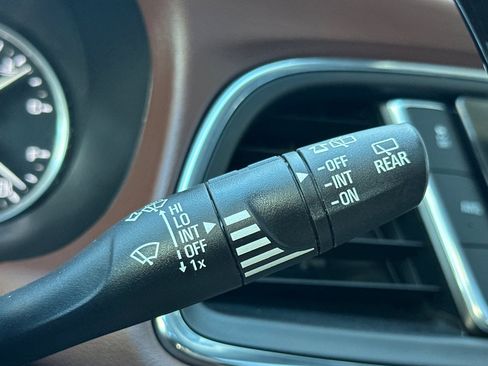 HI
LO
INT
OFF
1x
-OFF
-INT
-ON
REAR